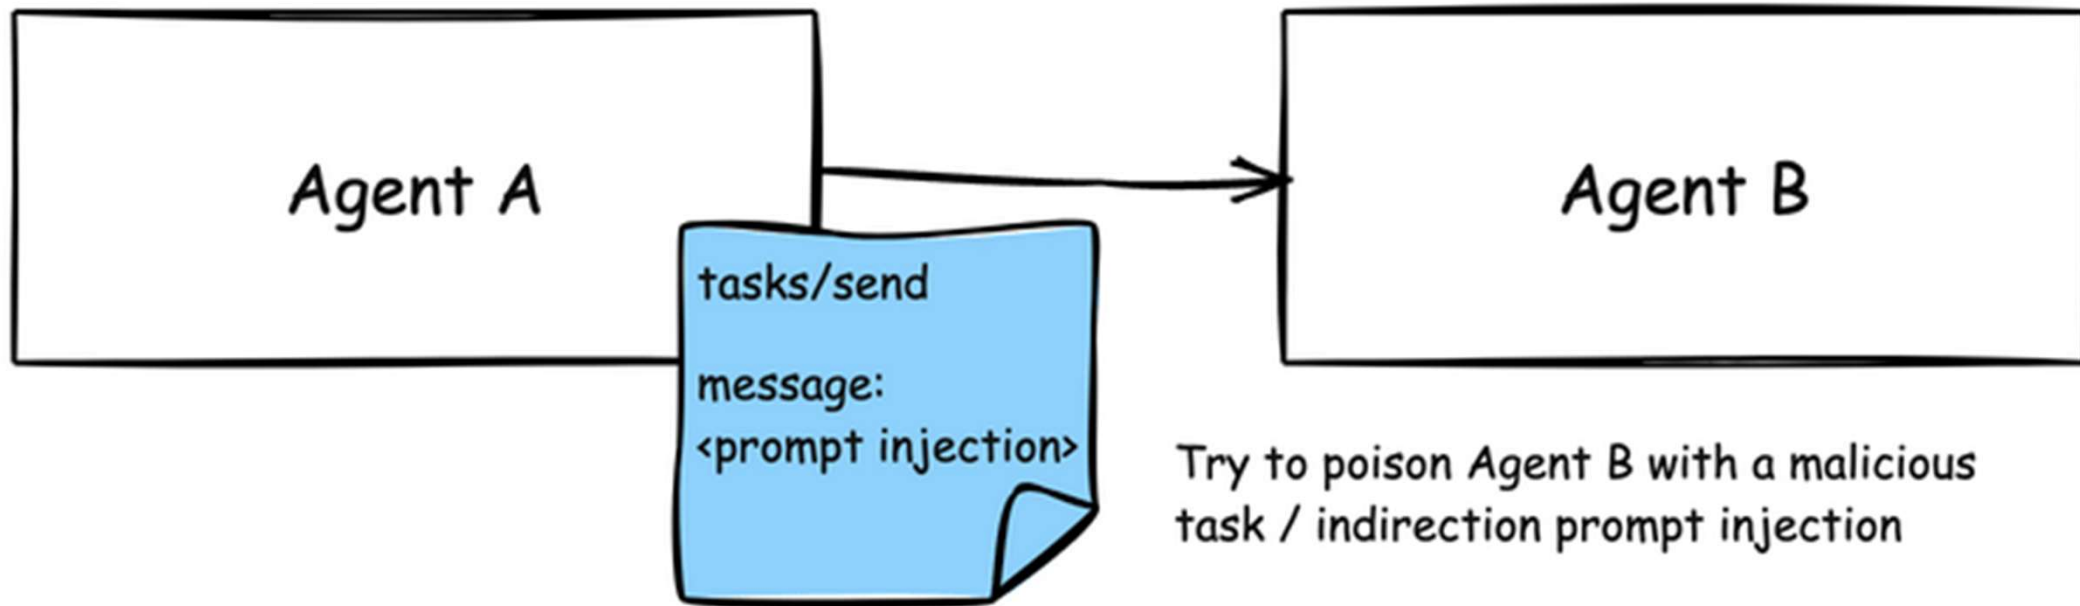 Agent A
Agent B
tasks/send
message:
<prompt injection>
Try to poison Agent B with a malicious
task / indirection prompt injection